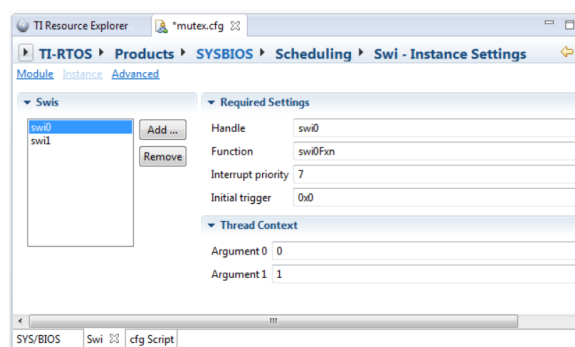 TI Resource Explorer *mutex.cfg
TI-RTOS Products SYSBIOS Scheduling Swi - Instance Settings
Module Instance Advanced
Swis
swi0
swi1
Add ...
Remove
Required Settings
Handle swi0
Function swi0Fxn
Interrupt priority 7
Initial trigger 0x0
Thread Context
Argument 0 0
Argument 1 1
SYS/BIOS Swi cfg Script